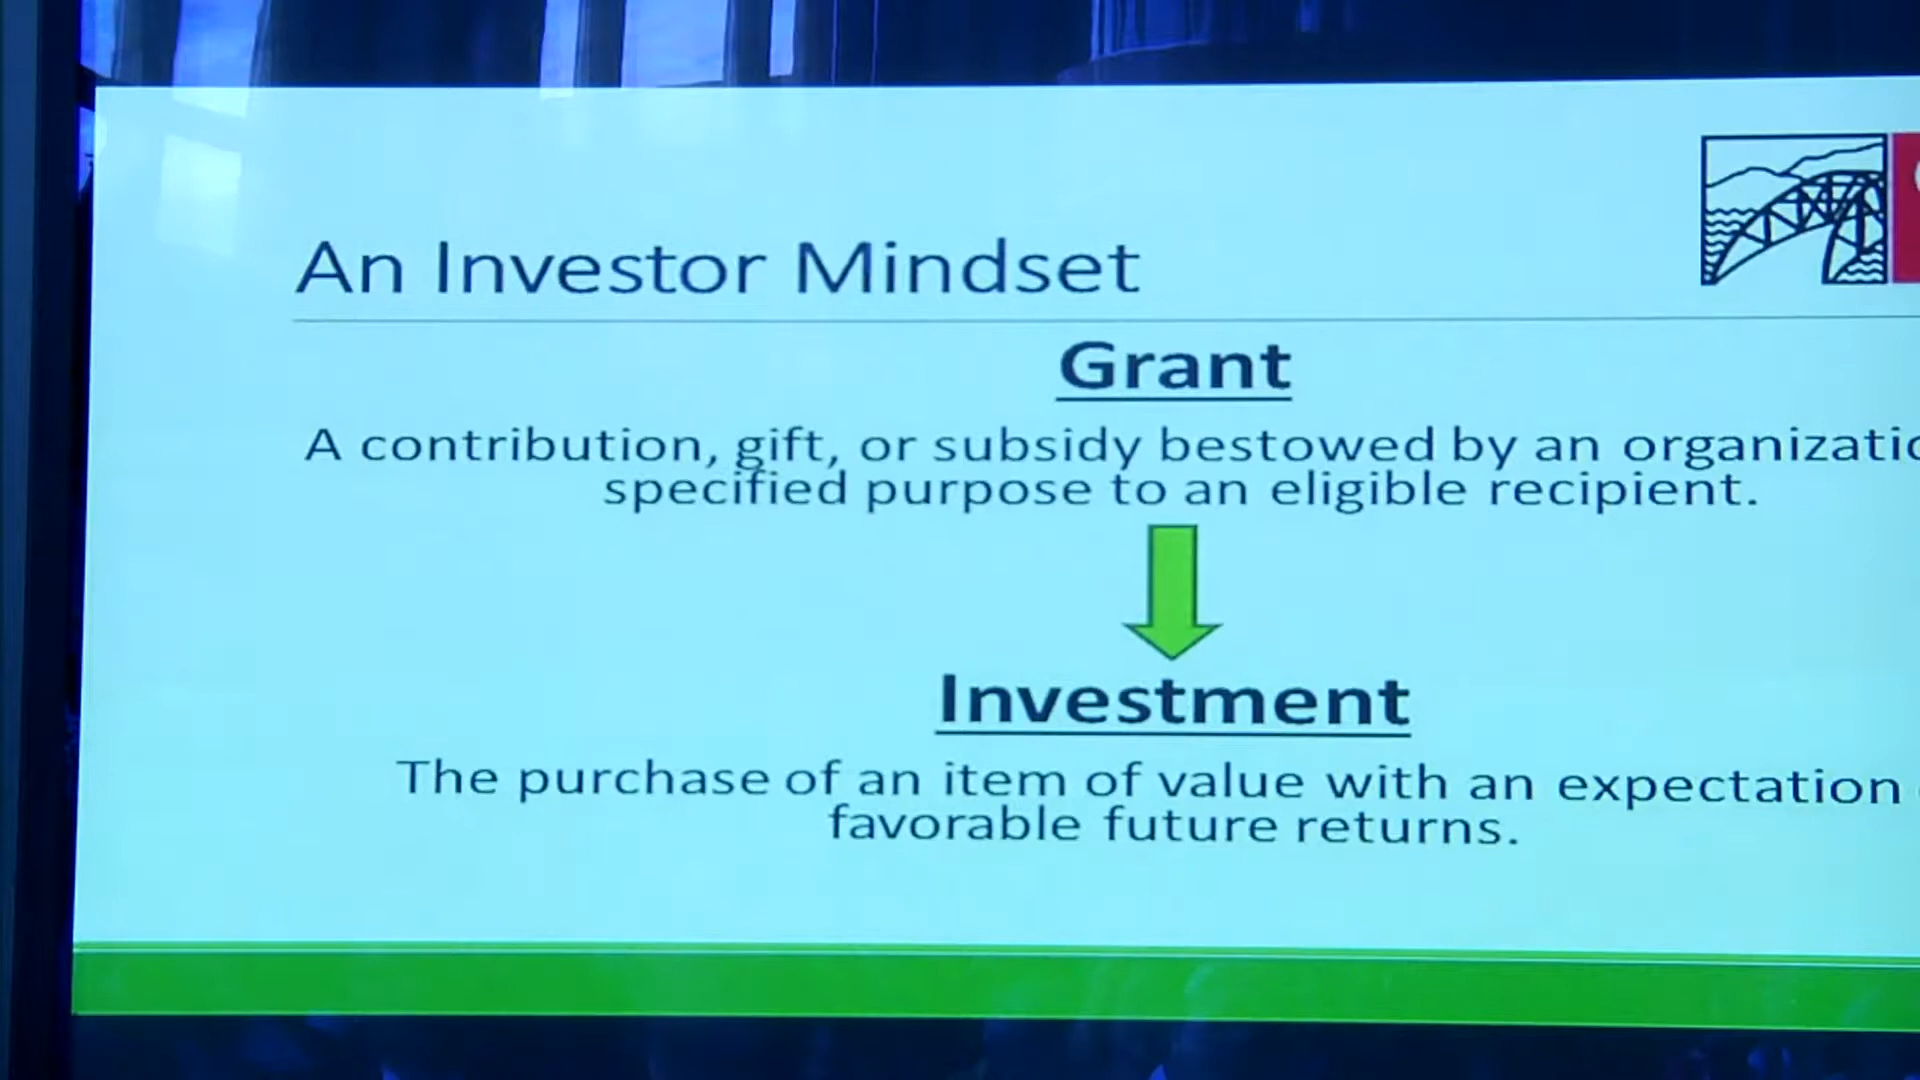 An Investor Mindset
Grant
A contribution, gift, or subsidy bestowed by an
specified purpose to an eligible recipient.
Investment
The purchase of an item of value with an expectation
favorable future returns.